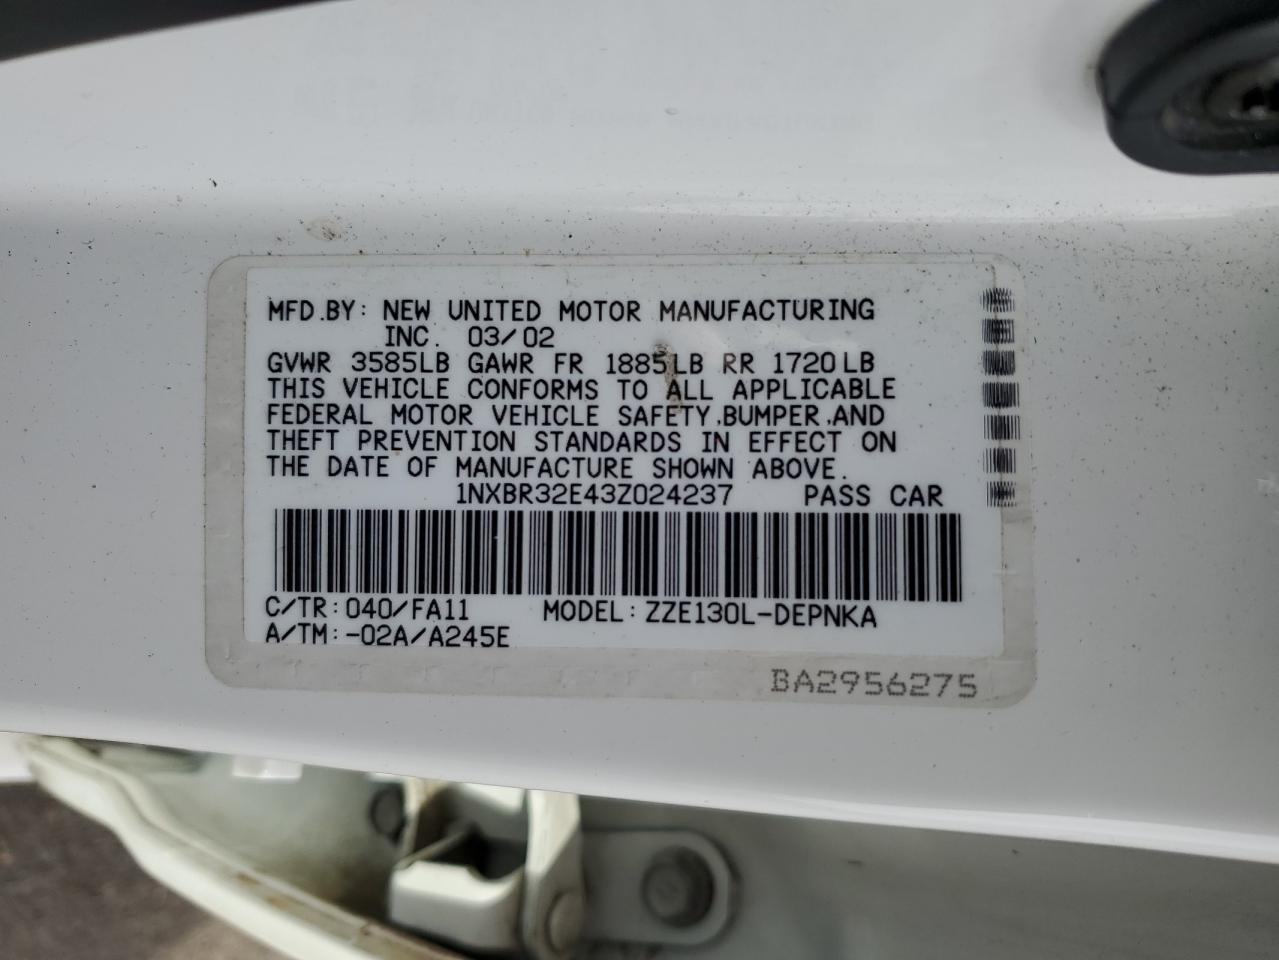 MFD.BY: NEW UNITED MOTOR MANUFACTURING
INC. 03/02
GVWR 3585LB GAWR FR 1885LB RR 1720LB
THIS VEHICLE CONFORMS TO ALL APPLICABLE
FEDERAL MOTOR VEHICLE SAFETY,BUMPER,AND
THEFT PREVENTION STANDARDS IN EFFECT ON
THE DATE OF MANUFACTURE SHOWN ABOVE.
1NXBR32E43Z024237 PASS CAR
C/TR:040/FA11 MODEL:ZZE130L-DEPNKA
A/TM:-02A/A245E
BA2956275